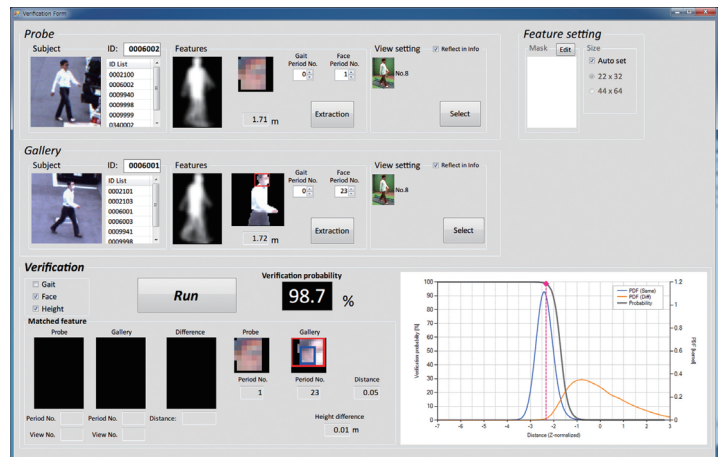 Verification Form
Probe
Feature setting
Subject ID: 0006002
Features
Gait Period No. Face Period No.
0 1
View setting Reflect in Info
Mask Edit Size
ID List
0002100
0006002
0009940
0009998
0009999
0340002
No.8
Auto set
22 x 32
44 x 64
1.71 m
Extraction
Select
Gallery
Subject ID: 0006001
Features
Gait Period No. Face Period No.
0 23
View setting Reflect in Info
ID List
0002101
0002103
0006001
0006003
0009941
0009998
No.8
1.72 m
Extraction
Select
Verification
Gait
Face
Height
Run
Verification probability
98.7 %
Matched feature
Probe Gallery Difference Probe Gallery
Period No. Period No.
1 23
Distance
0.05
Period No. Period No. Distance:
View No. View No.
Height difference
0.01 m
PDF (Same)
PDF (Diff)
Probability
Verification probability [%]
100
90
80
70
60
50
40
30
20
10
0
1.2
1
0.8
0.6
0.4
0.2
0
-7 -6 -5 -4 -3 -2 -1 0 1 2 3
Distance (Z-normalized)